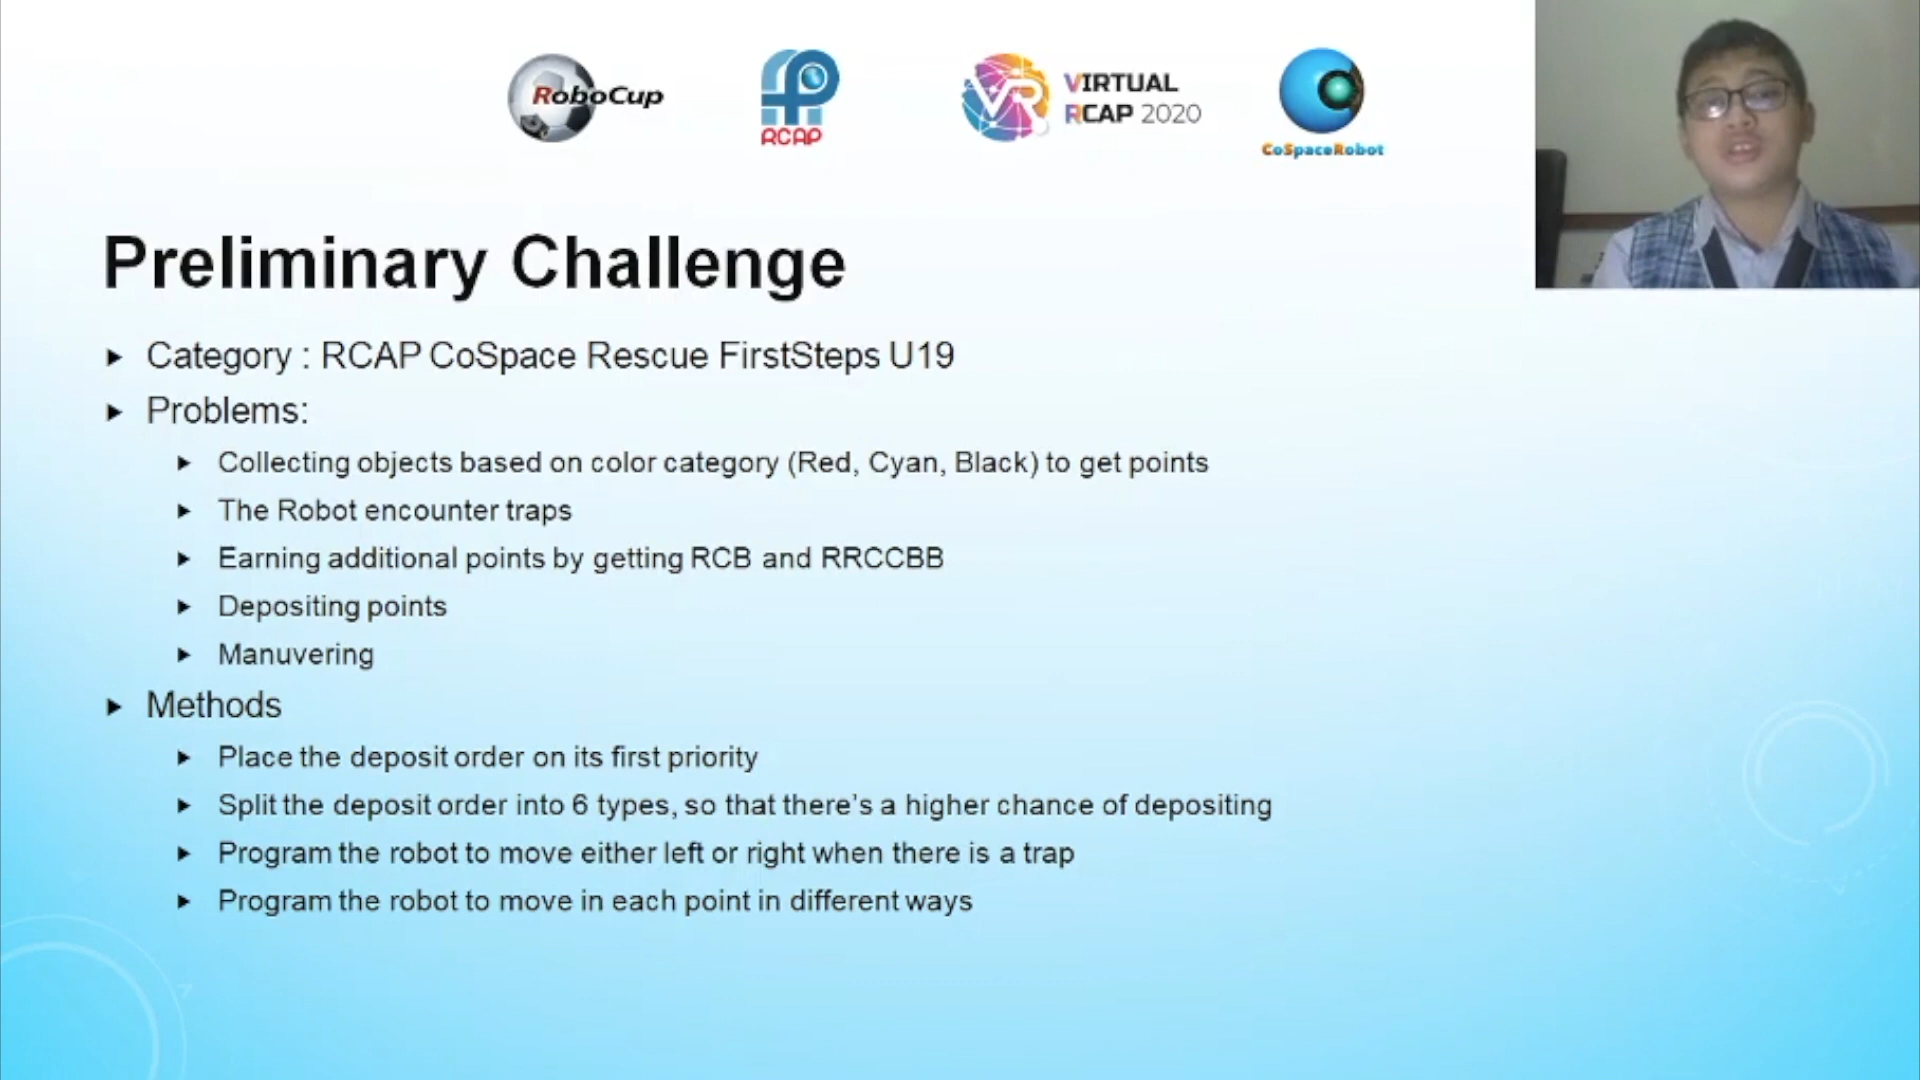 RoboCup
RCAP
VIRTUAL
RCAP 2020
CoSpaceRobot
Preliminary Challenge
Category : RCAP CoSpace Rescue FirstSteps U19
Problems:
Collecting objects based on color category (Red, Cyan, Black) to get points
The Robot encounter traps
Earning additional points by getting RCB and RRCCBB
Depositing points
Manuvering
Methods
Place the deposit order on its first priority
Split the deposit order into 6 types, so that there's a higher chance of depositing
Program the robot to move either left or right when there is a trap
Program the robot to move in each point in different ways